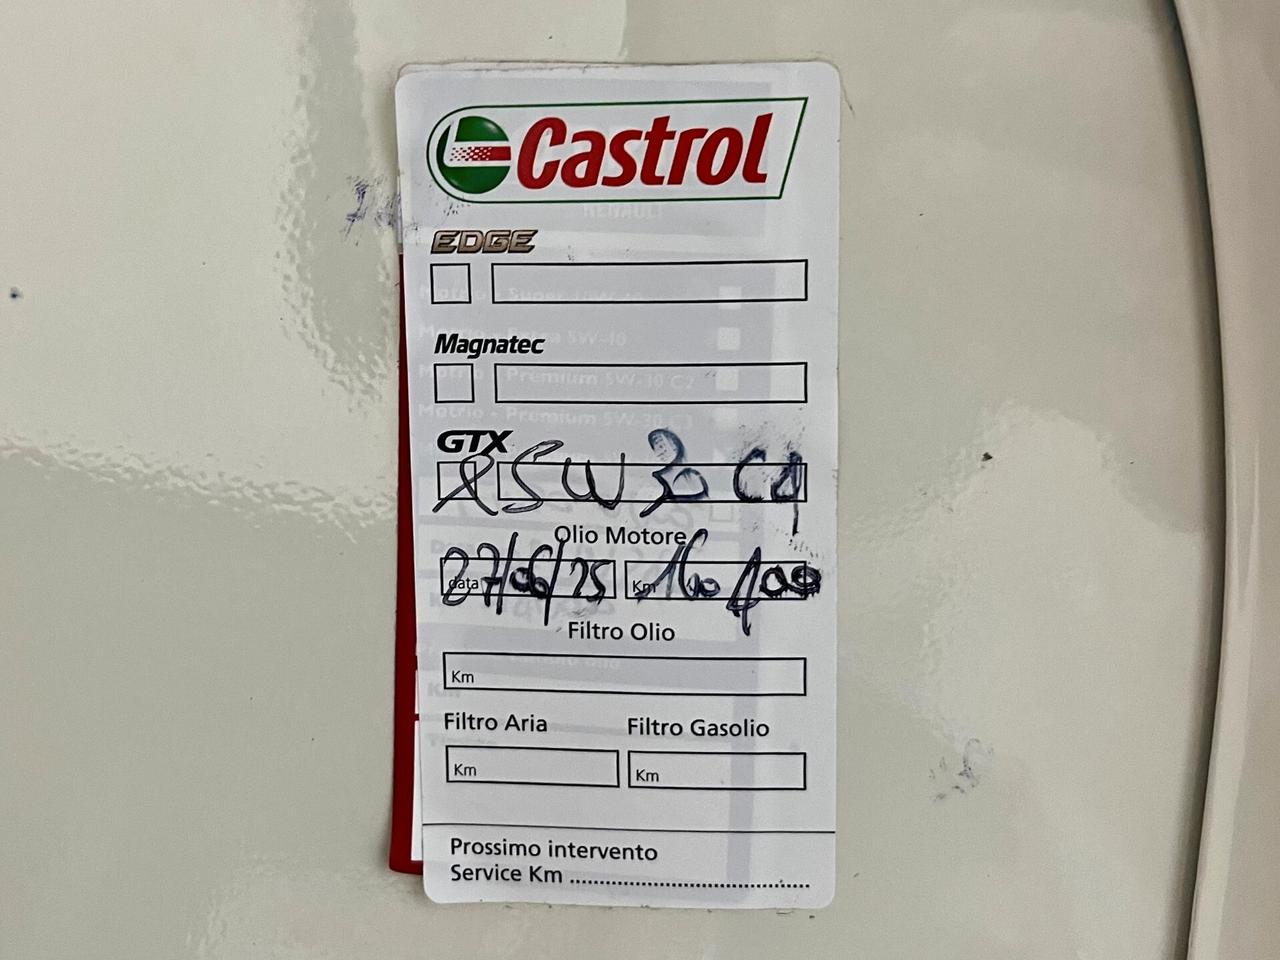 Castrol
EDGE
Magnatec
GTX
X 5W30 C4
Olio Motore
data 27/06/25 Km 160400
Filtro Olio
Km
Filtro Aria Filtro Gasolio
Km Km
Prossimo intervento
Service Km